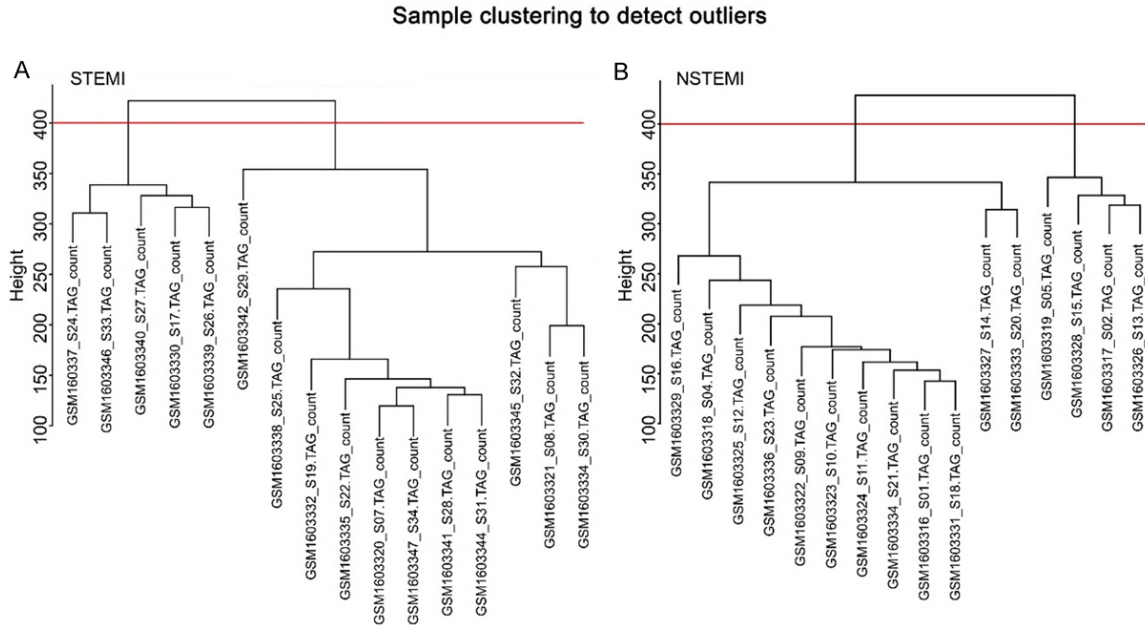 Sample clustering to detect outliers
A
STEMI
Height
400
350
300
250
200
150
100
GSM1603337_S24.TAG_count
GSM1603346_S33.TAG_count
GSM1603340_S27.TAG_count
GSM1603330_S17.TAG_count
GSM1603339_S26.TAG_count
GSM1603342_S29.TAG_count
GSM1603338_S25.TAG_count
GSM1603332_S19.TAG_count
GSM1603335_S22.TAG_count
GSM1603320_S07.TAG_count
GSM1603347_S34.TAG_count
GSM1603341_S28.TAG_count
GSM1603344_S31.TAG_count
GSM1603345_S32.TAG_count
GSM1603321_S08.TAG_count
GSM1603334_S30.TAG_count
B
NSTEMI
Height
400
350
300
250
200
150
100
GSM1603329_S16.TAG_count
GSM1603318_S04.TAG_count
GSM1603325_S12.TAG_count
GSM1603336_S23.TAG_count
GSM1603322_S09.TAG_count
GSM1603323_S10.TAG_count
GSM1603324_S11.TAG_count
GSM1603334_S21.TAG_count
GSM1603316_S01.TAG_count
GSM1603331_S18.TAG_count
GSM1603327_S14.TAG_count
GSM1603333_S20.TAG_count
GSM1603319_S05.TAG_count
GSM1603328_S15.TAG_count
GSM1603317_S02.TAG_count
GSM1603326_S13.TAG_count